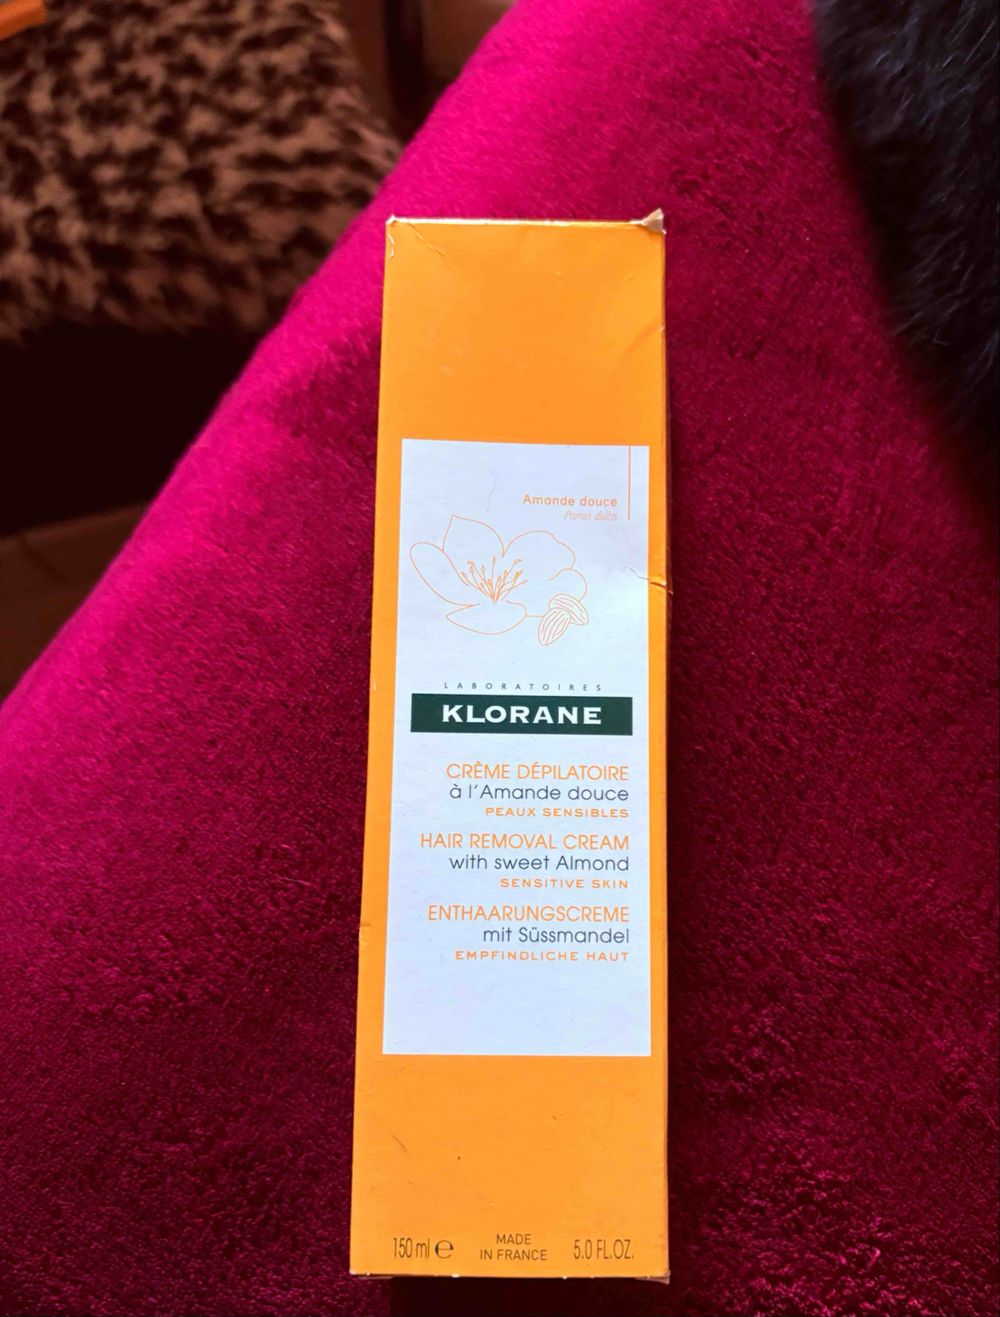 Amande douce
Prunus dulcis
LABORATOIRES
KLORANE
CRÈME DÉPILATOIRE
à l'Amande douce
PEAUX SENSIBLES
HAIR REMOVAL CREAM
with sweet Almond
SENSITIVE SKIN
ENTHAARUNGSCREME
mit Süssmandel
EMPFINDLICHE HAUT
150 ml ℮ MADE IN FRANCE 5.0 FL.OZ.